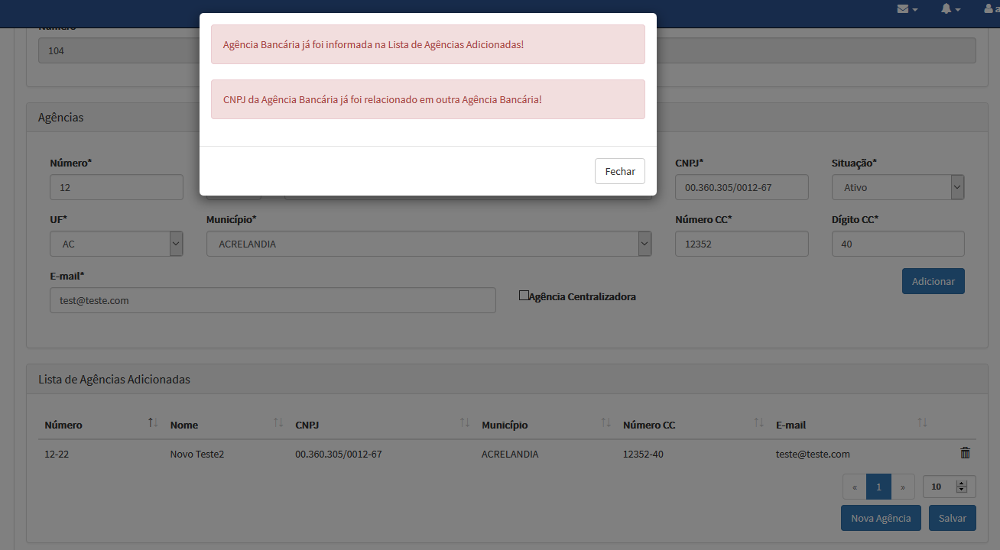 a
Agência Bancária já foi informada na Lista de Agências Adicionadas!
CNPJ da Agência Bancária já foi relacionado em outra Agência Bancária!
Fechar
Número
104
Agências
Número* CNPJ* Situação*
12 00.360.305/0012-67 Ativo
UF* Município* Número CC* Dígito CC*
AC ACRELANDIA 12352 40
E-mail*
Adicionar
test@teste.com Agência Centralizadora
Lista de Agências Adicionadas
Número Nome CNPJ Município Número CC E-mail
12-22 Novo Teste2 00.360.305/0012-67 ACRELANDIA 12352-40 teste@teste.com
« 1 » 10
Nova Agência Salvar